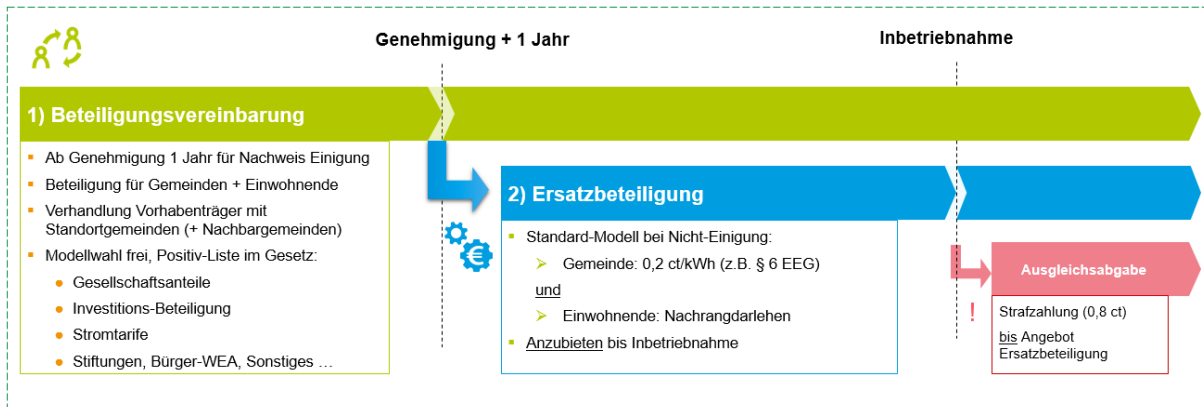 Genehmigung + 1 Jahr
Inbetriebnahme
1) Beteiligungsvereinbarung
Ab Genehmigung 1 Jahr für Nachweis Einigung
Beteiligung für Gemeinden + Einwohnende
Verhandlung Vorhabenträger mit
Standortgemeinden (+ Nachbargemeinden)
Modellwahl frei, Positiv-Liste im Gesetz:
Gesellschaftsanteile
Investitions-Beteiligung
Stromtarife
Stiftungen, Bürger-WEA, Sonstiges …
2) Ersatzbeteiligung
Standard-Modell bei Nicht-Einigung:
Gemeinde: 0,2 ct/kWh (z.B. § 6 EEG)
und
Einwohnende: Nachrangdarlehen
Anzubieten bis Inbetriebnahme
€
Ausgleichsabgabe
!
Strafzahlung (0,8 ct)
bis Angebot
Ersatzbeteiligung